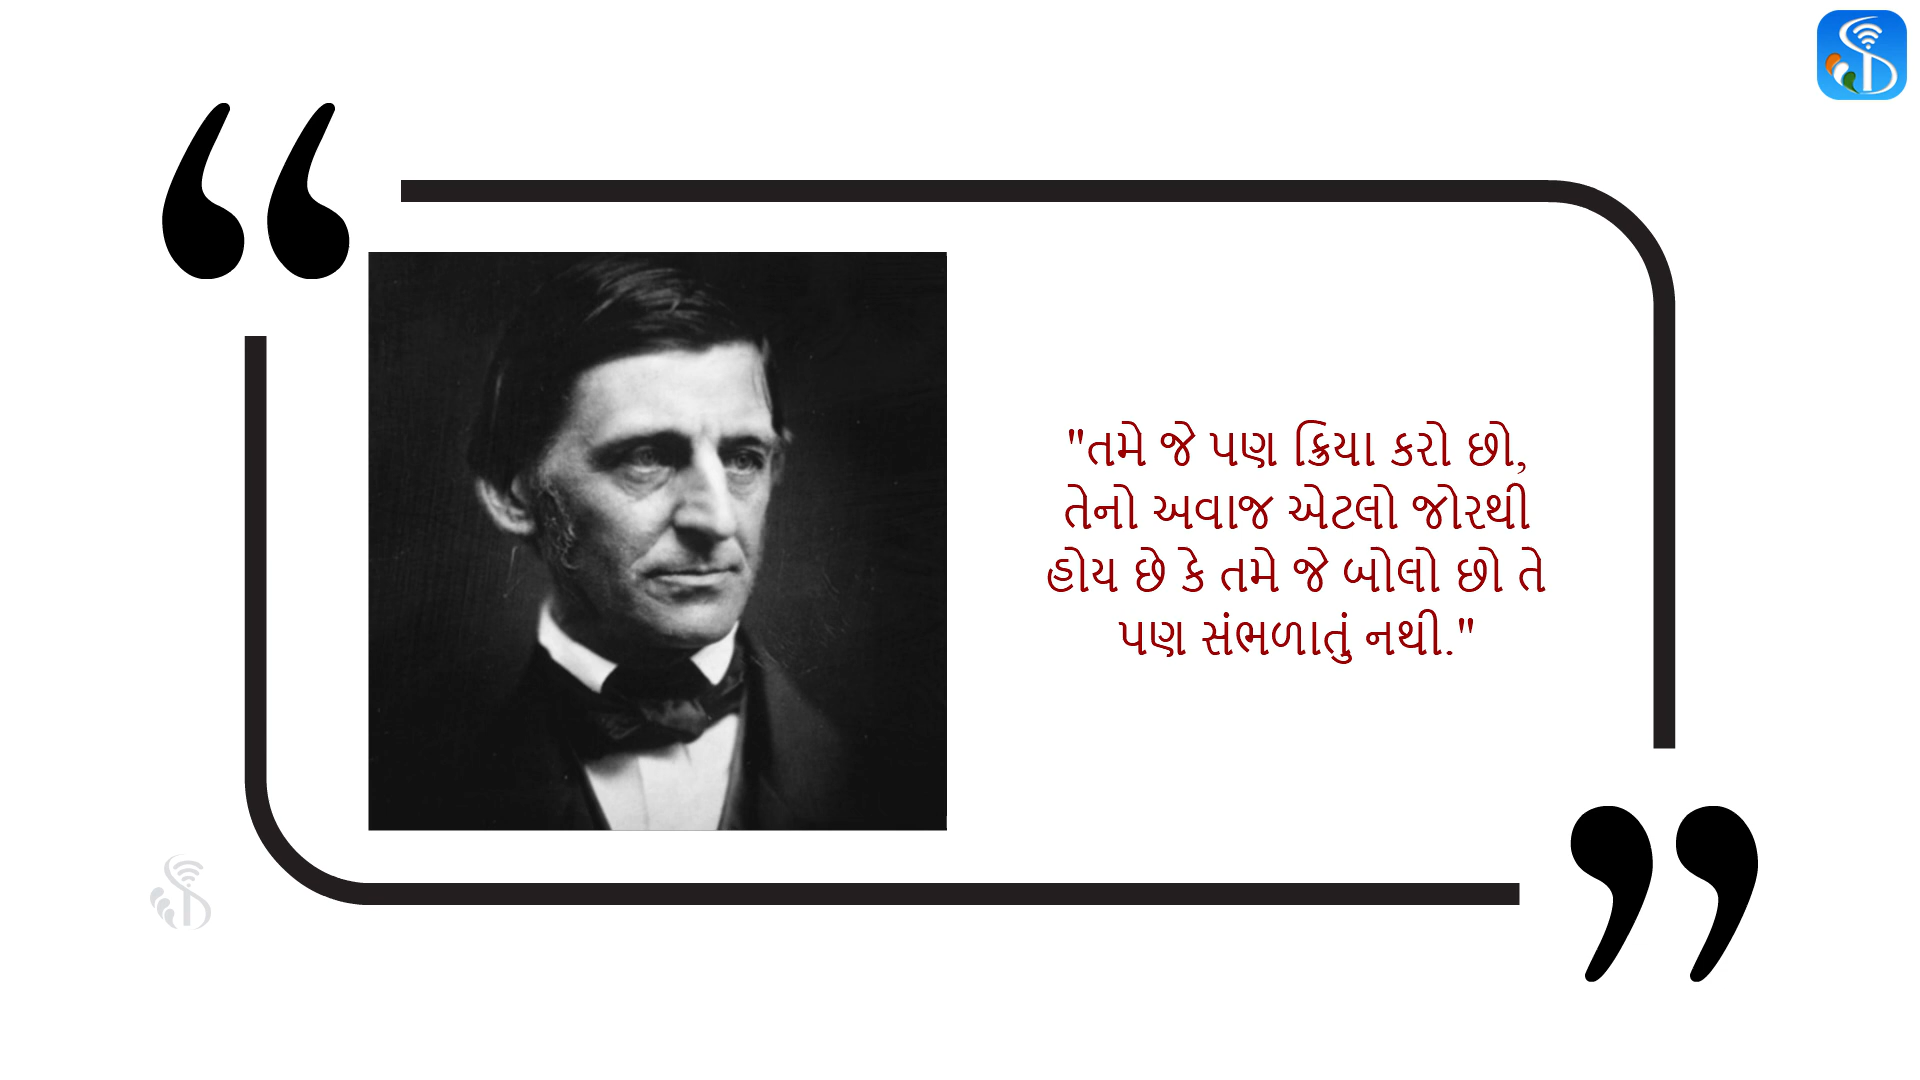 "તમે જે પણ ક્રિયા કરો છો,
તેનો અવાજ એટલો જોરથી
હોય છે કે તમે જે બોલો છો તે
પણ સંભળાતું નથી."